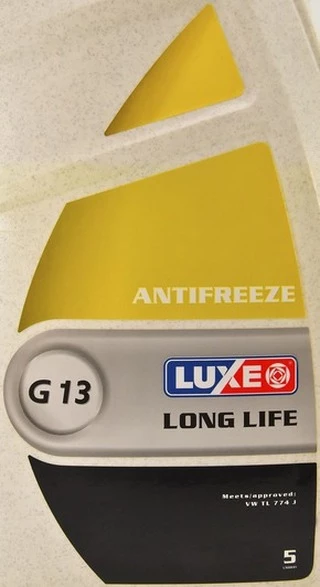 ANTIFREEZE
G 13
LUXE
LONG LIFE
Meets/approved:
VW TL 774 J
5